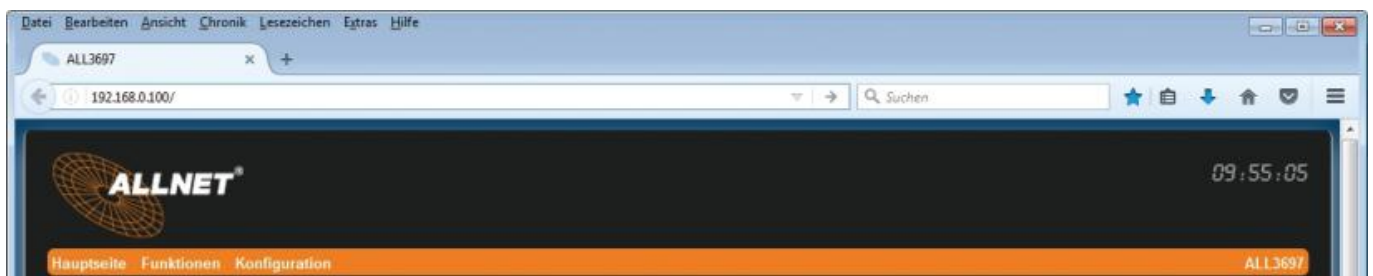 Datei Bearbeiten Ansicht Chronik Lesezeichen Extras Hilfe
ALL3697
192.168.0.100/
Suchen
ALLNET®
09:55:05
Hauptseite Funktionen Konfiguration ALL3697